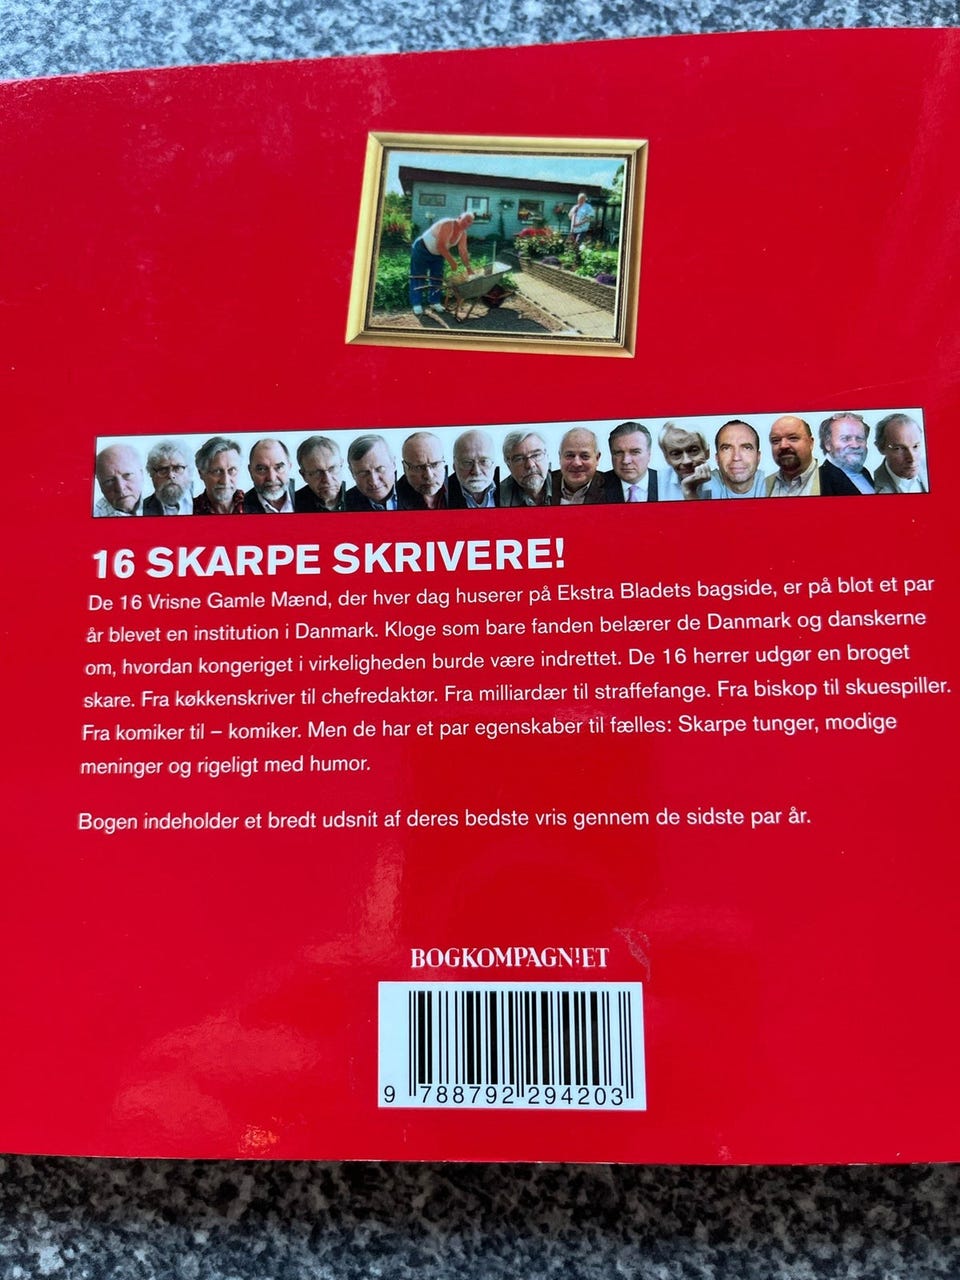 16 SKARPE SKRIVERE!
De 16 Vrisne Gamle Mænd, der hver dag huserer på Ekstra Bladets bagside, er på blot et par
år blevet en institution i Danmark. Kloge som bare fanden belærer de Danmark og danskerne
om, hvordan kongeriget i virkeligheden burde være indrettet. De 16 herrer udgør en broget
skare. Fra køkkenskriver til chefredaktør. Fra milliardær til straffefange. Fra biskop til skuespiller.
Fra komiker til – komiker. Men de har et par egenskaber til fælles: Skarpe tunger, modige
meninger og rigeligt med humor.
Bogen indeholder et bredt udsnit af deres bedste vris gennem de sidste par år.
BOGKOMPAGN!ET
9 788792 294203